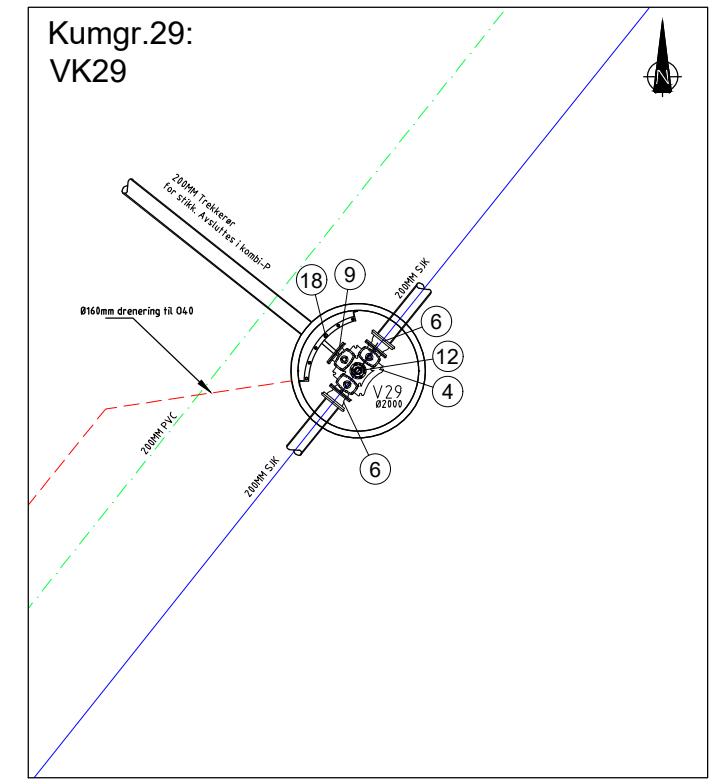 Kumgr.29:
VK29
N
200MM Trekkerør
for stikk. Avsluttes i kombi-P
Ø160mm drenering til O40
200MM SJK
18
9
6
12
4
V29
Ø2000
6
200MM PVC
200MM SJK